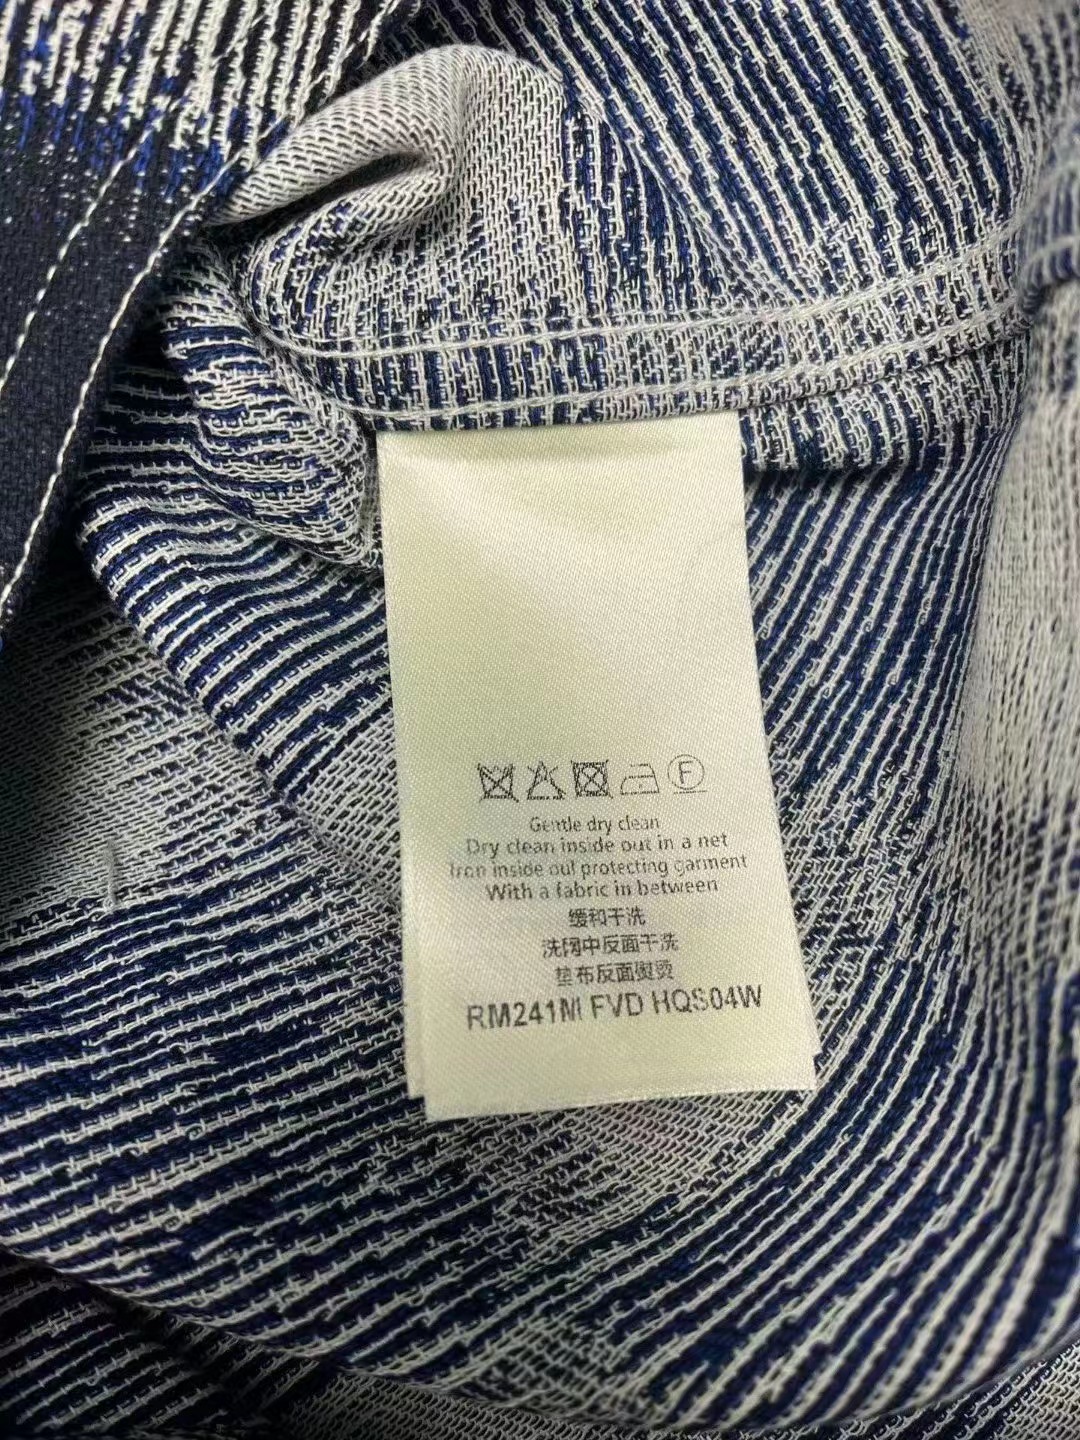 F
Gentle dry clean
Dry clean inside out in a net
Iron inside out protecting garment
With a fabric in between
缓和干洗
洗网中反面干洗
垫布反面熨烫
RM241M FVD HQS04W